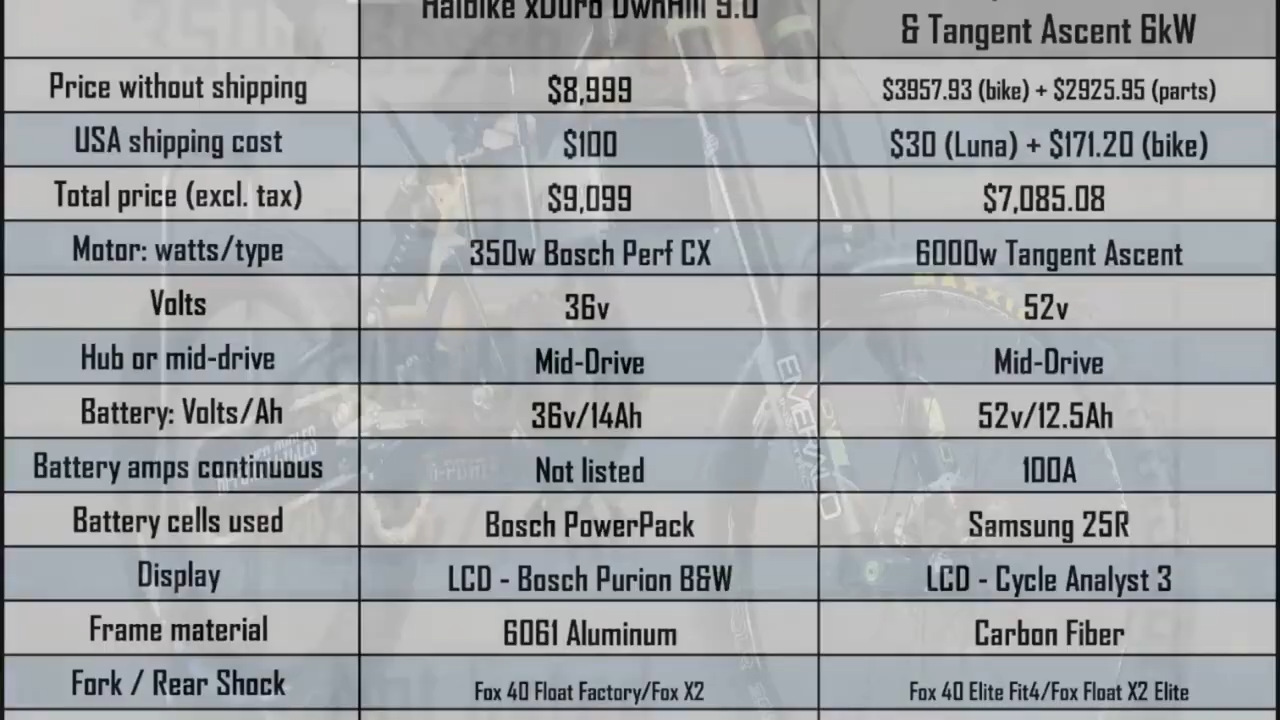 Haibike xDuro Dwnhill 9.0
& Tangent Ascent 6kW
Price without shipping $8,999 $3957.93 (bike) + $2925.95 (parts)
USA shipping cost $100 $30 (Luna) + $171.20 (bike)
Total price (excl. tax) $9,099 $7,085.08
Motor: watts/type 350w Bosch Perf CX 6000w Tangent Ascent
Volts 36v 52v
Hub or mid-drive Mid-Drive Mid-Drive
Battery: Volts/Ah 36v/14Ah 52v/12.5Ah
Battery amps continuous Not listed 100A
Battery cells used Bosch PowerPack Samsung 25R
Display LCD - Bosch Purion B&W LCD - Cycle Analyst 3
Frame material 6061 Aluminum Carbon Fiber
Fork / Rear Shock Fox 40 Float Factory/Fox X2 Fox 40 Elite Fit4/Fox Float X2 Elite